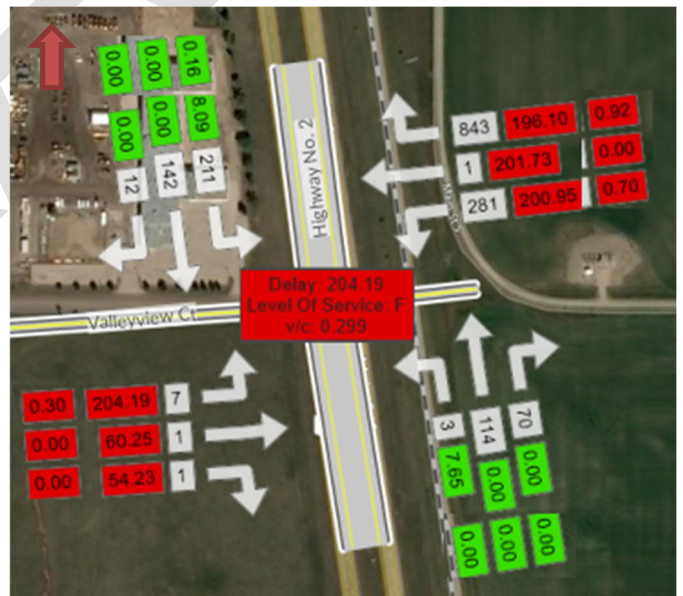 0.00 0.00 0.16
0.00 0.00 8.09
12 142 211
Highway No. 2
843 196.10 0.92
1 201.73 0.00
281 200.95 0.70
Delay: 204.19
Level Of Service: F
v/c: 0.299
Valleyview Ct
0.30 204.19 7
0.00 60.25 1
0.00 54.23 1
3 114 70
7.65 0.00 0.00
0.00 0.00 0.00